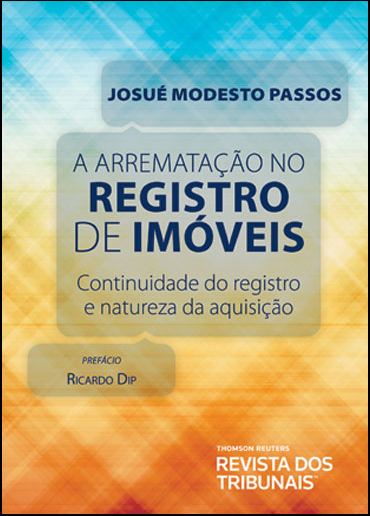 JOSUÉ MODESTO PASSOS
A ARREMATAÇÃO NO
REGISTRO
DE IMÓVEIS
Continuidade do registro
e natureza da aquisição
PREFÁCIO
RICARDO DIP
THOMSON REUTERS
REVISTA DOS
TRIBUNAIS™